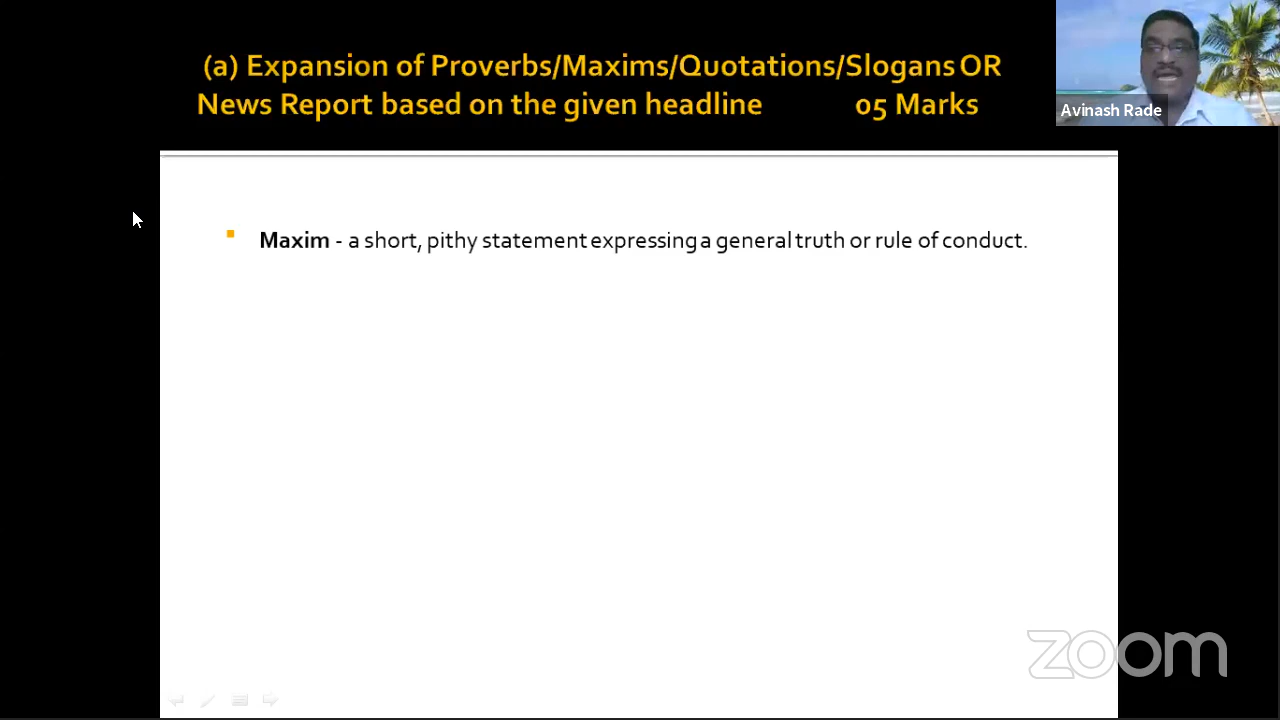 (a) Expansion of Proverbs/Maxims/Quotations/Slogans OR
News Report based on the given headline 05 Marks
Avinash Rade
Maxim - a short, pithy statement expressing a general truth or rule of conduct.
zoom